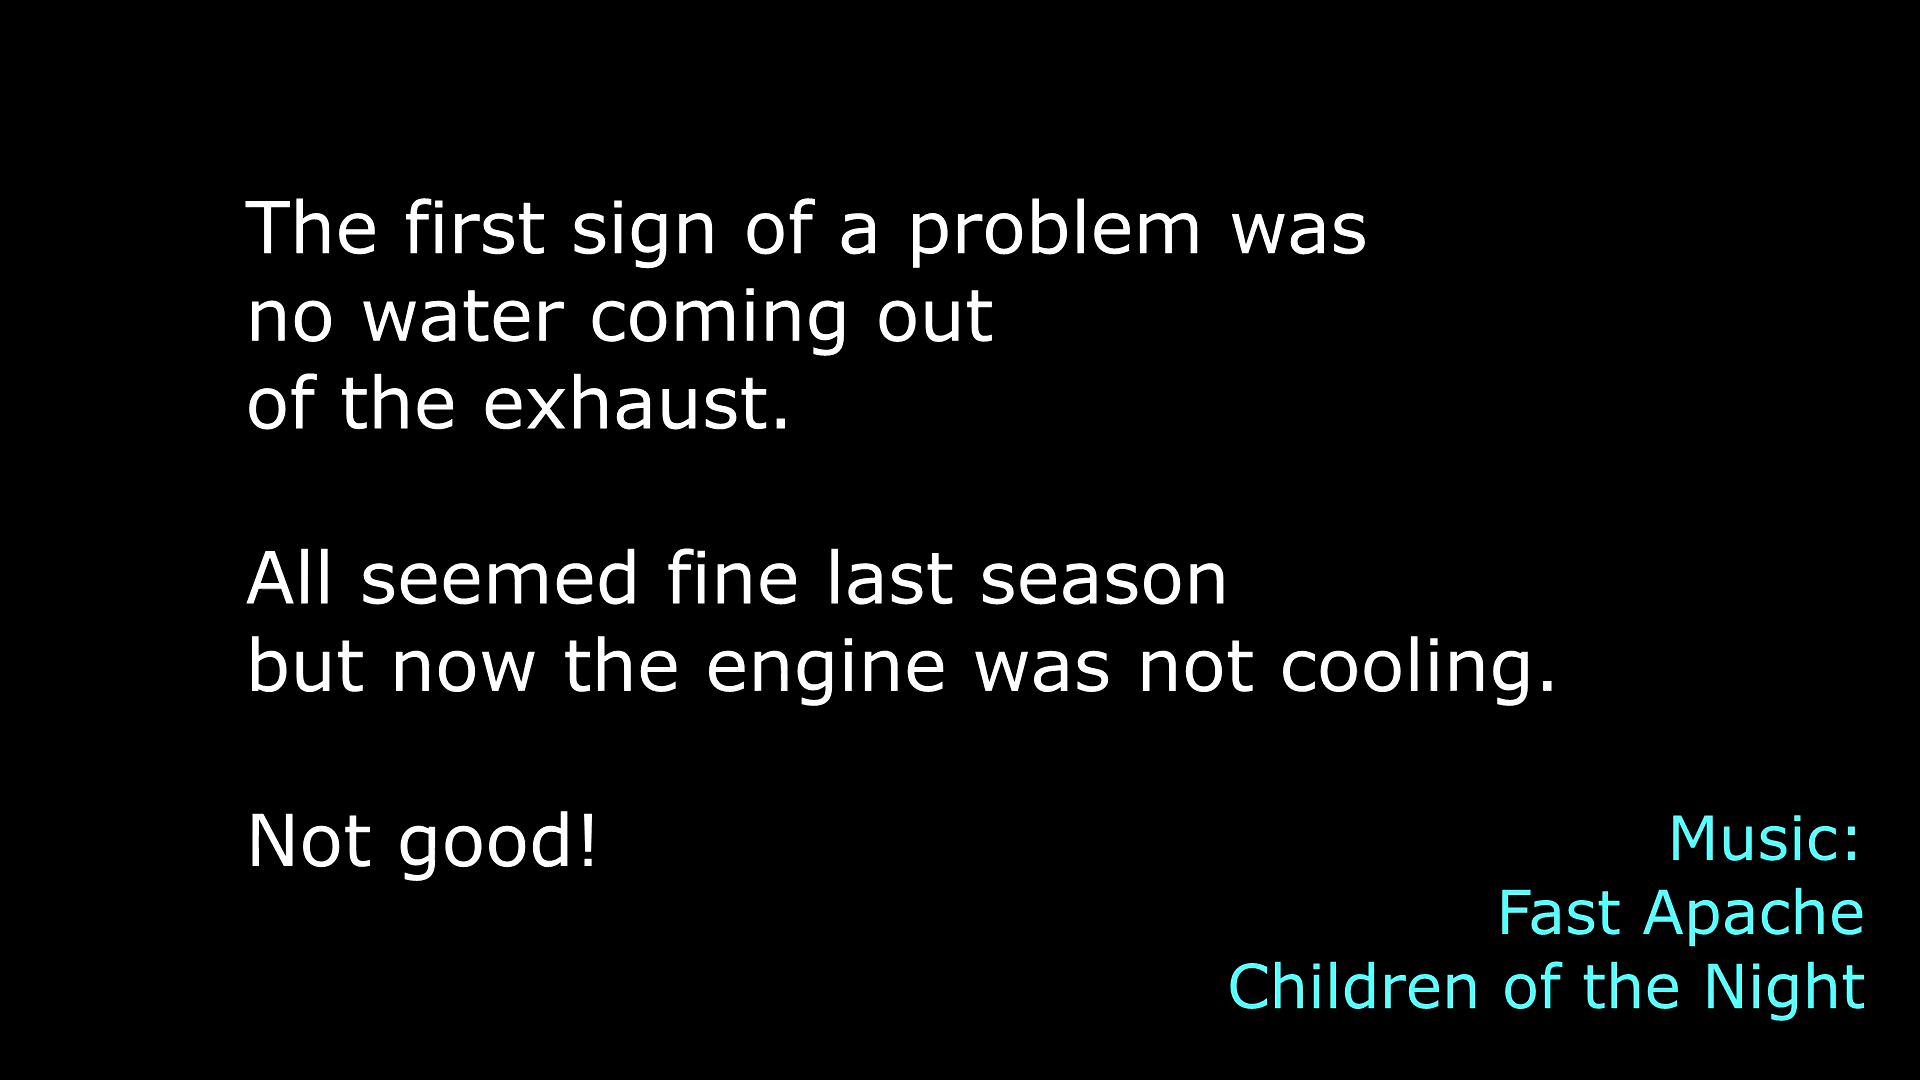 The first sign of a problem was
no water coming out
of the exhaust.
All seemed fine last season
but now the engine was not cooling.
Not good!
Music:
Fast Apache
Children of the Night